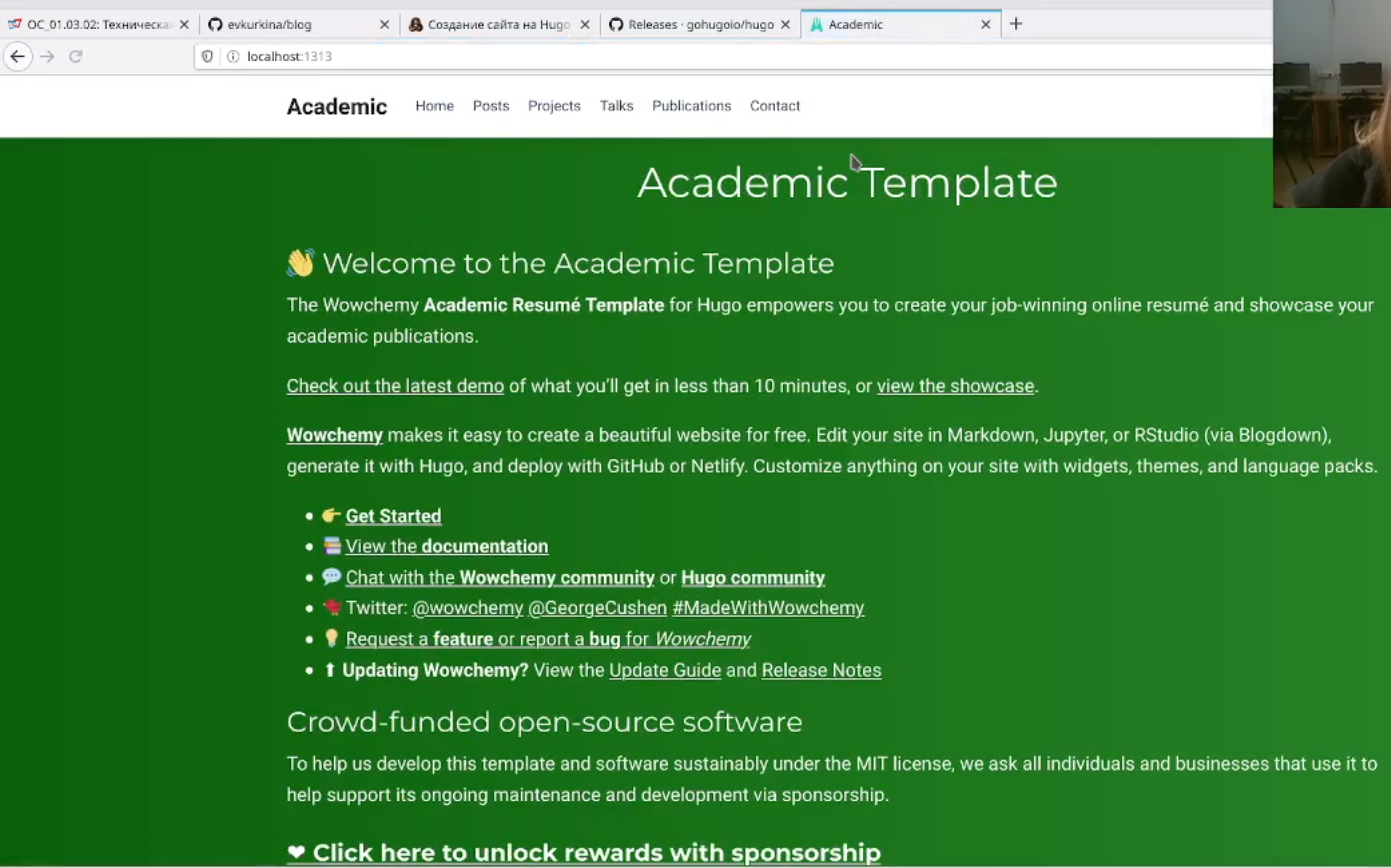 ОС_01.03.02: Техническа
evkurkina/blog
Создание сайта на Hugo
Releases · gohugoio/hugo
Academic
localhost:1313
Academic Home Posts Projects Talks Publications Contact
Academic Template
👋 Welcome to the Academic Template
The Wowchemy Academic Resumé Template for Hugo empowers you to create your job-winning online resumé and showcase your
academic publications.
Check out the latest demo of what you’ll get in less than 10 minutes, or view the showcase.
Wowchemy makes it easy to create a beautiful website for free. Edit your site in Markdown, Jupyter, or RStudio (via Blogdown),
generate it with Hugo, and deploy with GitHub or Netlify. Customize anything on your site with widgets, themes, and language packs.
• 👉 Get Started
• 📚 View the documentation
• 💬 Chat with the Wowchemy community or Hugo community
• 🐦 Twitter: @wowchemy @GeorgeCushen #MadeWithWowchemy
• 💡 Request a feature or report a bug for Wowchemy
• ⬆ Updating Wowchemy? View the Update Guide and Release Notes
Crowd-funded open-source software
To help us develop this template and software sustainably under the MIT license, we ask all individuals and businesses that use it to
help support its ongoing maintenance and development via sponsorship.
❤ Click here to unlock rewards with sponsorship